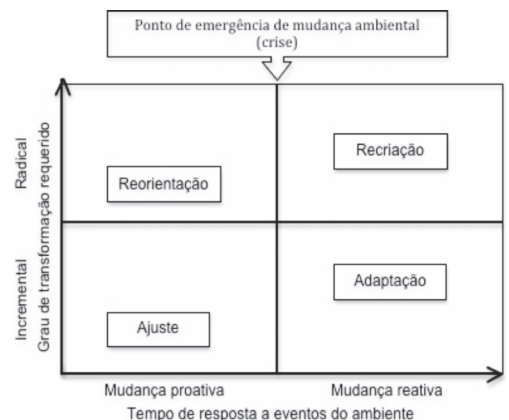 Ponto de emergência de mudança ambiental
(crise)
Radical
Incremental
Grau de transformação requerido
Reorientação
Recriação
Ajuste
Adaptação
Mudança proativa
Mudança reativa
Tempo de resposta a eventos do ambiente